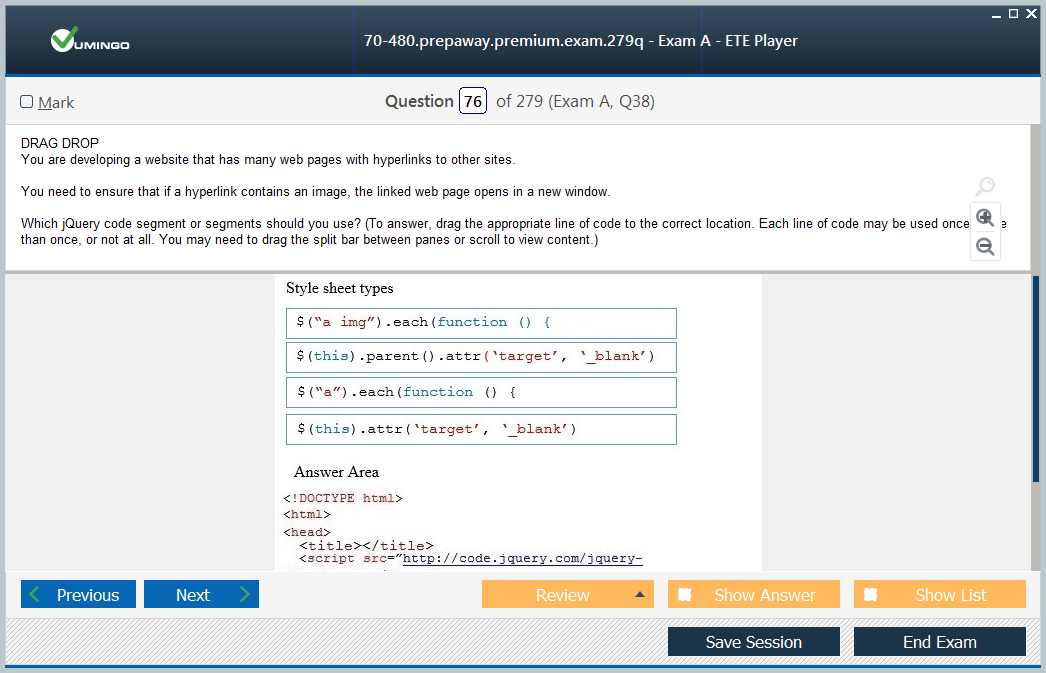 VUMINGO
70-480.prepaway.premium.exam.279q - Exam A - ETE Player
Mark
Question 76 of 279 (Exam A, Q38)
DRAG DROP
You are developing a website that has many web pages with hyperlinks to other sites.
You need to ensure that if a hyperlink contains an image, the linked web page opens in a new window.
Which jQuery code segment or segments should you use? (To answer, drag the appropriate line of code to the correct location. Each line of code may be used once e
than once, or not at all. You may need to drag the split bar between panes or scroll to view content.)
Style sheet types
$(“a img”).each(function () {
$(this).parent().attr(‘target’, ‘_blank’)
$(“a”).each(function () {
$(this).attr(‘target’, ‘_blank’)
Answer Area
<!DOCTYPE html>
<html>
<head>
<title></title>
<script src=”http://code.jquery.com/jquery-
Previous
Next
Review
Show Answer
Show List
Save Session
End Exam